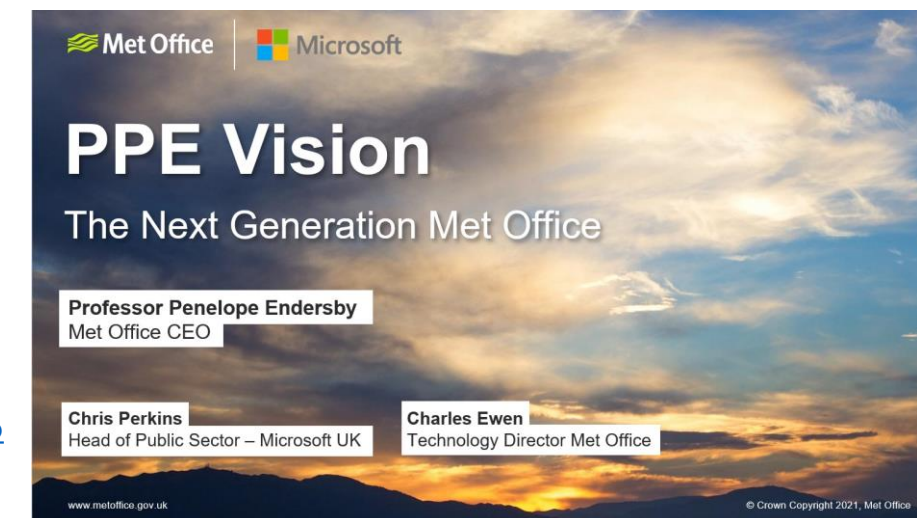 Met Office
Microsoft
PPE Vision
The Next Generation Met Office
Professor Penelope Endersby
Met Office CEO
Chris Perkins
Head of Public Sector – Microsoft UK
Charles Ewen
Technology Director Met Office
www.metoffice.gov.uk
© Crown Copyright 2021, Met Office